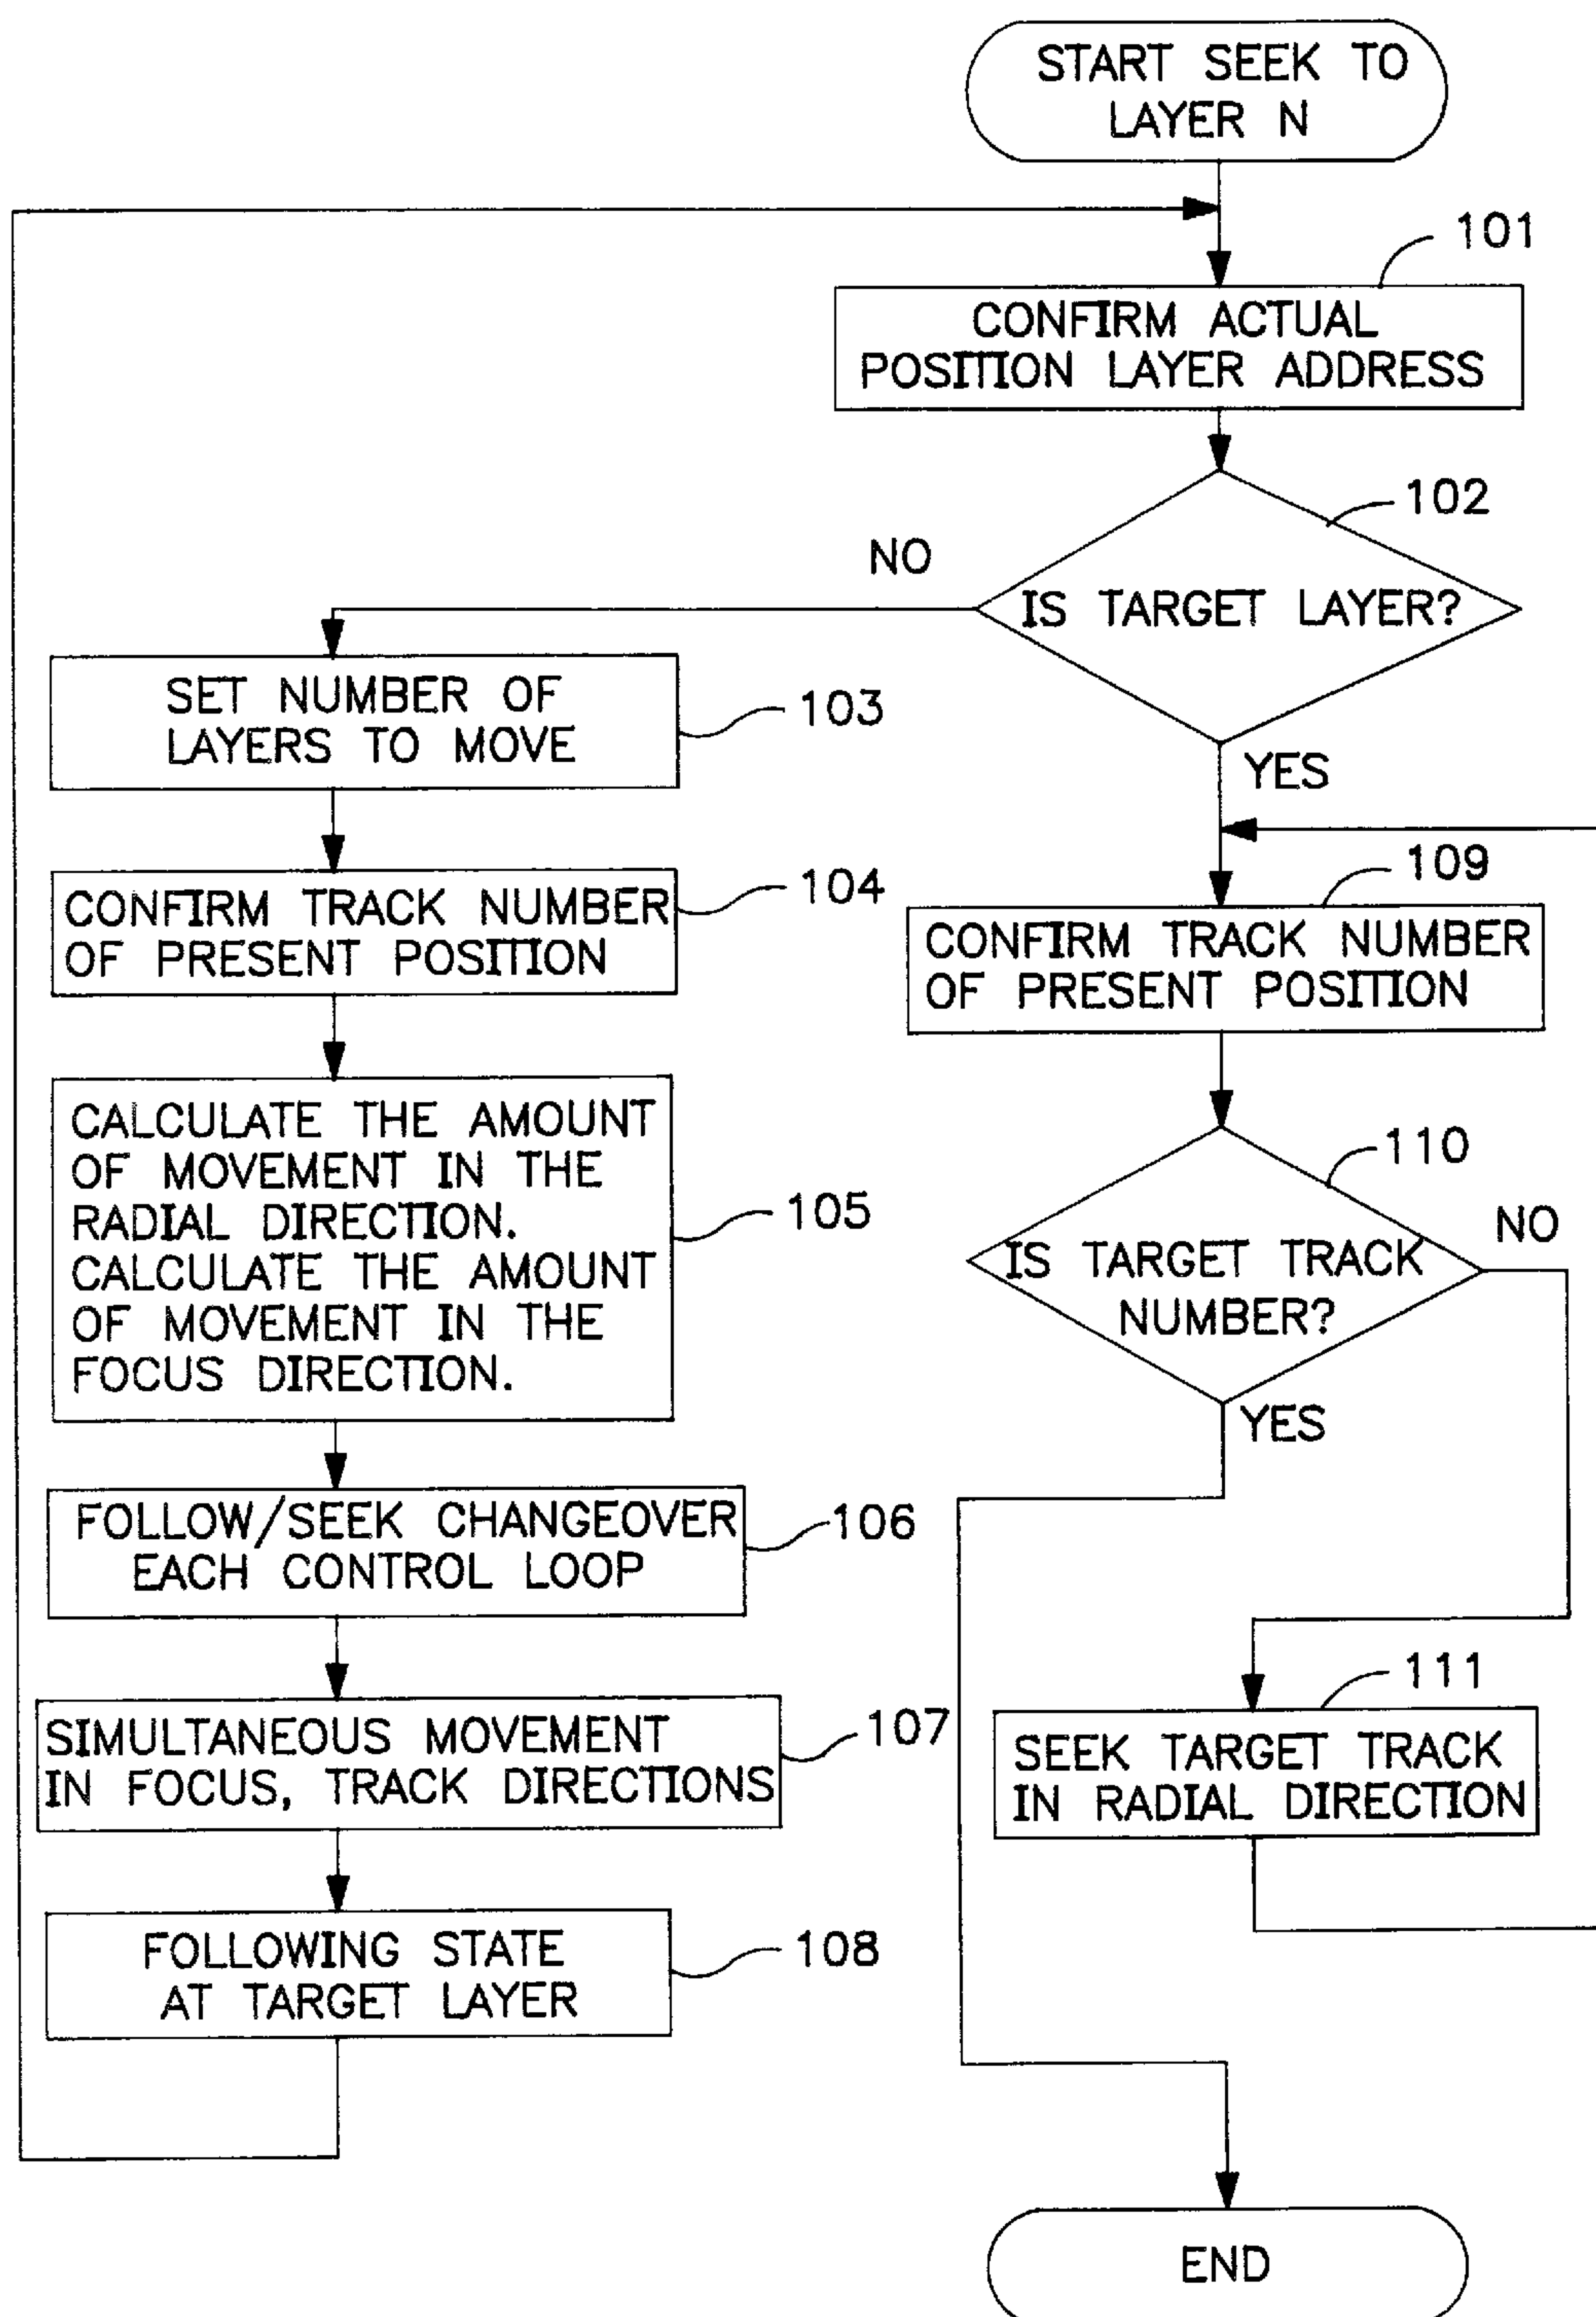 START SEEK TO
LAYER N
101
CONFIRM ACTUAL
POSITION LAYER ADDRESS
102
NO
IS TARGET LAYER?
YES
SET NUMBER OF
LAYERS TO MOVE
103
CONFIRM TRACK NUMBER
OF PRESENT POSITION
104
CALCULATE THE AMOUNT
OF MOVEMENT IN THE
RADIAL DIRECTION.
CALCULATE THE AMOUNT
OF MOVEMENT IN THE
FOCUS DIRECTION.
105
FOLLOW/SEEK CHANGEOVER
EACH CONTROL LOOP
106
SIMULTANEOUS MOVEMENT
IN FOCUS, TRACK DIRECTIONS
107
FOLLOWING STATE
AT TARGET LAYER
108
109
CONFIRM TRACK NUMBER
OF PRESENT POSITION
110
NO
IS TARGET TRACK
NUMBER?
YES
111
SEEK TARGET TRACK
IN RADIAL DIRECTION
END